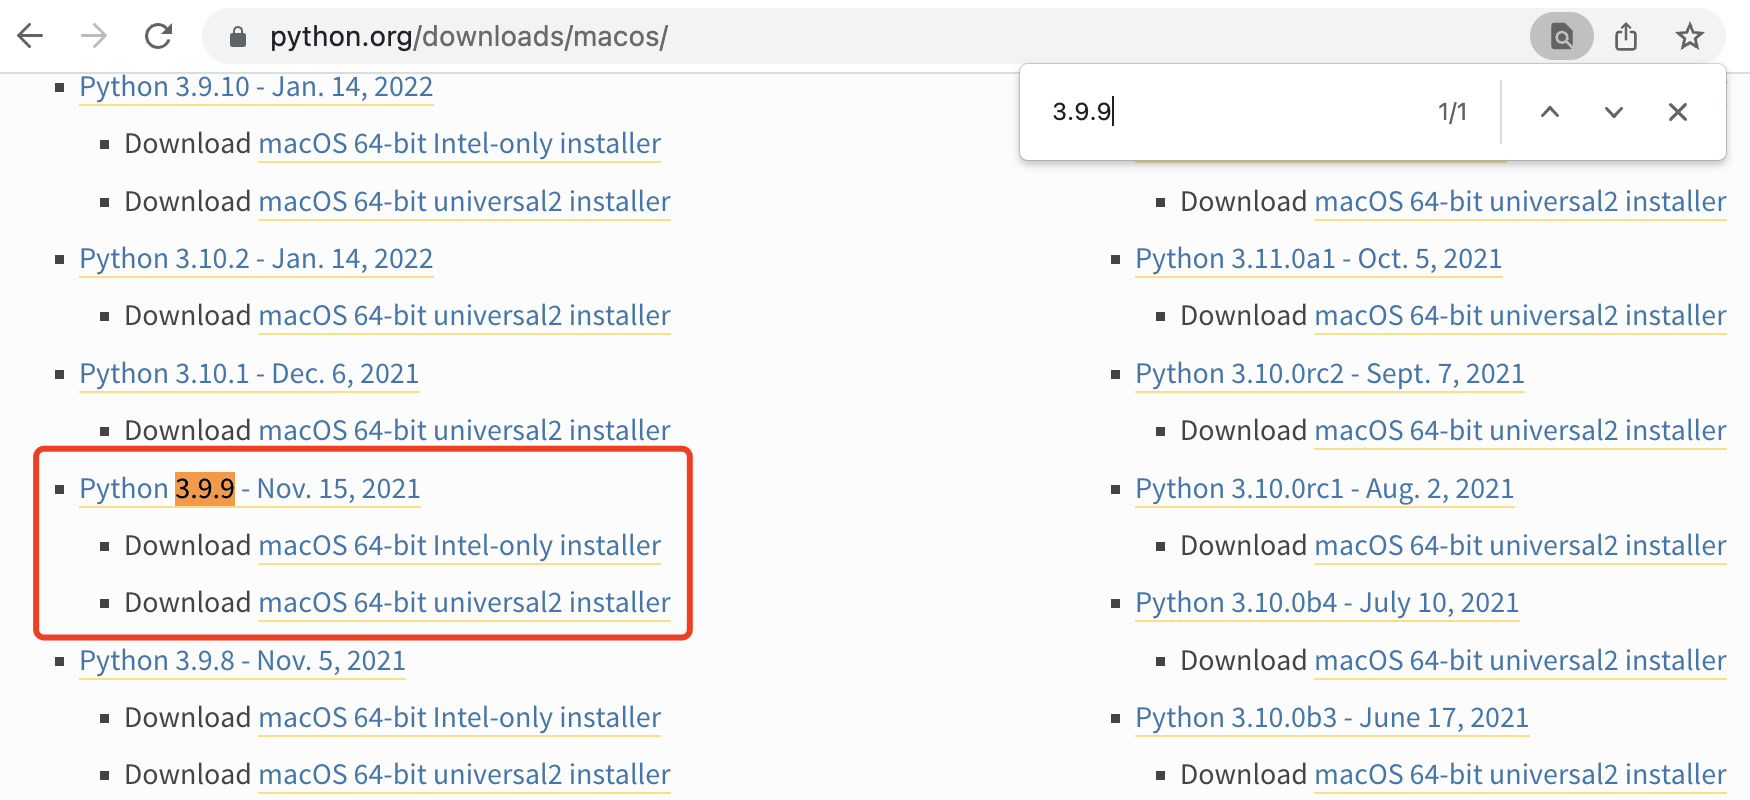 python.org/downloads/macos/
3.9.9
1/1
Python 3.9.10 - Jan. 14, 2022
Download macOS 64-bit Intel-only installer
Download macOS 64-bit universal2 installer
Python 3.10.2 - Jan. 14, 2022
Download macOS 64-bit universal2 installer
Python 3.10.1 - Dec. 6, 2021
Download macOS 64-bit universal2 installer
Python 3.9.9 - Nov. 15, 2021
Download macOS 64-bit Intel-only installer
Download macOS 64-bit universal2 installer
Python 3.9.8 - Nov. 5, 2021
Download macOS 64-bit Intel-only installer
Download macOS 64-bit universal2 installer
Download macOS 64-bit universal2 installer
Python 3.11.0a1 - Oct. 5, 2021
Download macOS 64-bit universal2 installer
Python 3.10.0rc2 - Sept. 7, 2021
Download macOS 64-bit universal2 installer
Python 3.10.0rc1 - Aug. 2, 2021
Download macOS 64-bit universal2 installer
Python 3.10.0b4 - July 10, 2021
Download macOS 64-bit universal2 installer
Python 3.10.0b3 - June 17, 2021
Download macOS 64-bit universal2 installer